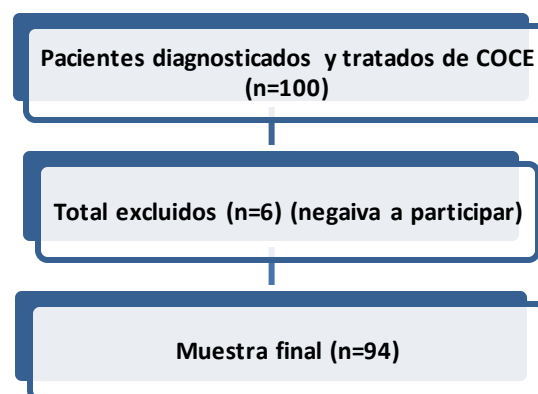 Pacientes diagnosticados y tratados de COCE
(n=100)
Total excluidos (n=6) (negaiva a participar)
Muestra final (n=94)